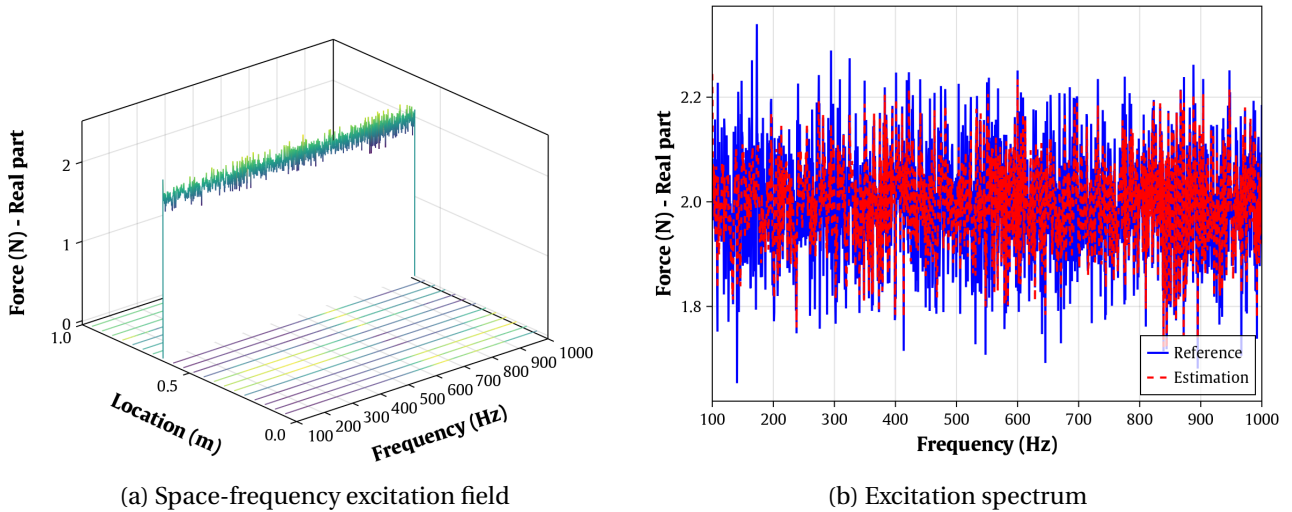 Force (N) - Real part
2
1
0
1.0
0.5
0.0
Location (m)
100 200 300 400 500 600 700 800 900 1000
Frequency (Hz)
(a) Space-frequency excitation field
Force (N) - Real part
2.2
2.0
1.8
Reference
Estimation
100 200 300 400 500 600 700 800 900 1000
Frequency (Hz)
(b) Excitation spectrum